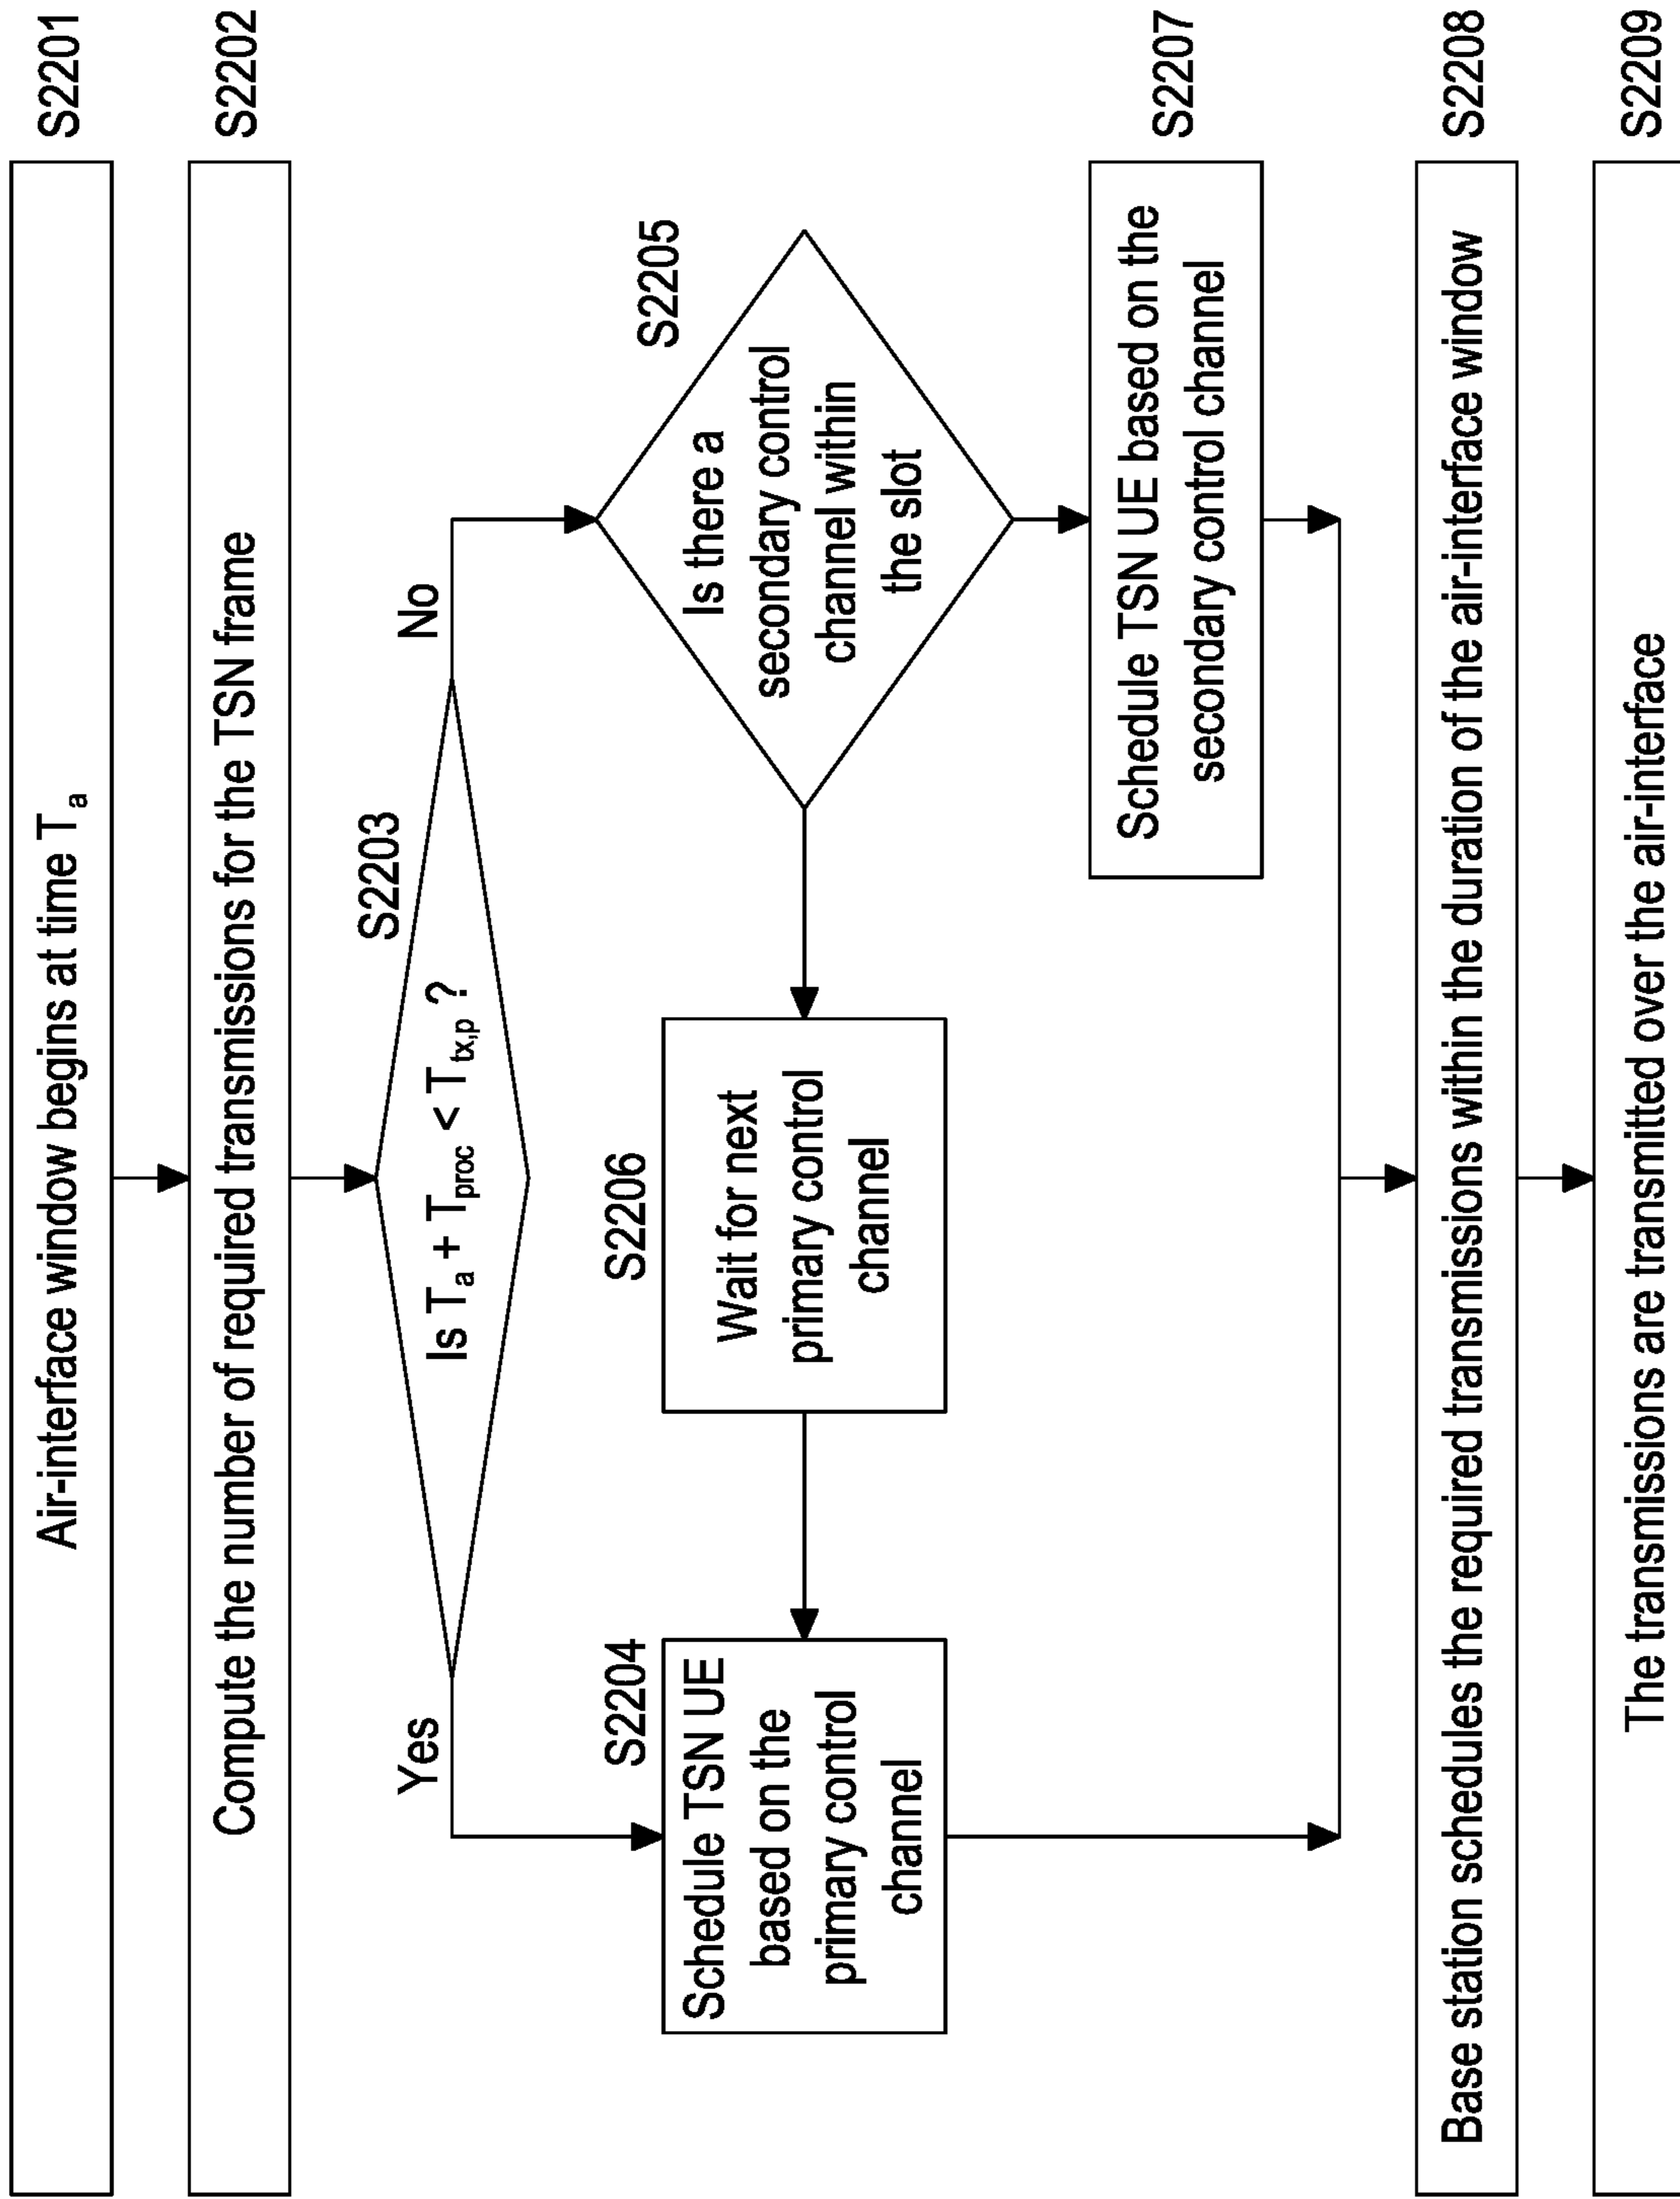 Air-interface window begins at time Ta
S2201
Compute the number of required transmissions for the TSN frame
S2202
S2203
Is Ta + Tproc < Ttx,p ?
Yes
No
S2204
Schedule TSN UE
based on the
primary control
channel
S2206
Wait for next
primary control
channel
S2205
Is there a
secondary control
channel within
the slot
Schedule TSN UE based on the
secondary control channel
S2207
Base station schedules the required transmissions within the duration of the air-interface window
S2208
The transmissions are transmitted over the air-interface
S2209